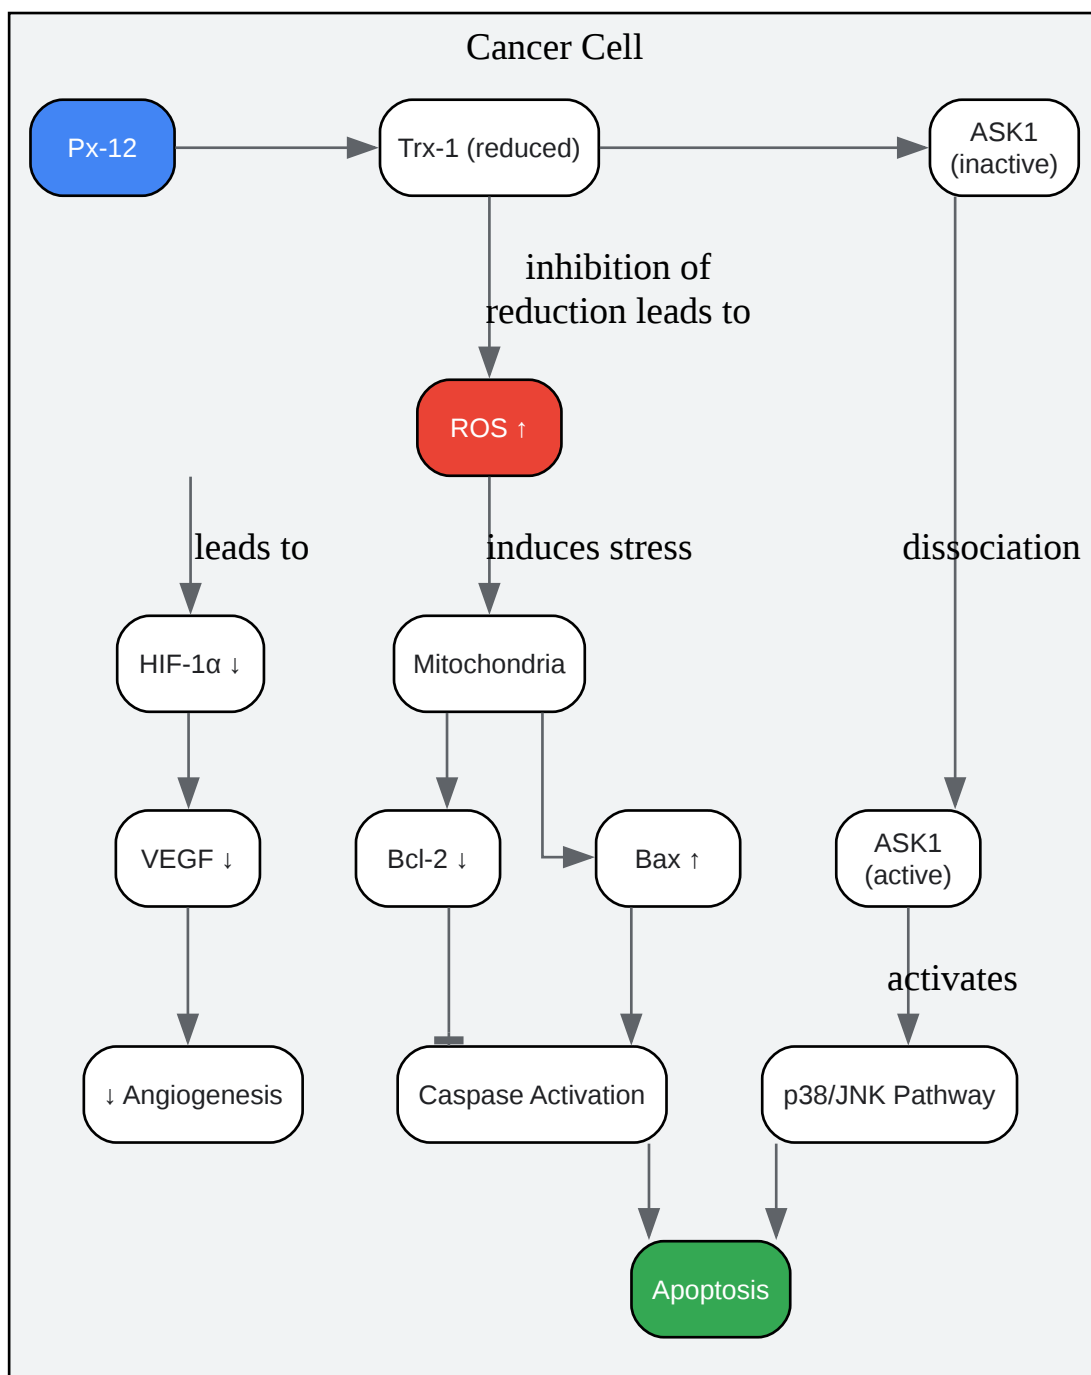 Cancer Cell
Px-12
Trx-1 (reduced)
ASK1
(inactive)
inhibition of
reduction leads to
ROS ↑
leads to
induces stress
dissociation
HIF-1α ↓
Mitochondria
VEGF ↓
Bcl-2 ↓
Bax ↑
ASK1
(active)
activates
↓ Angiogenesis
Caspase Activation
p38/JNK Pathway
Apoptosis